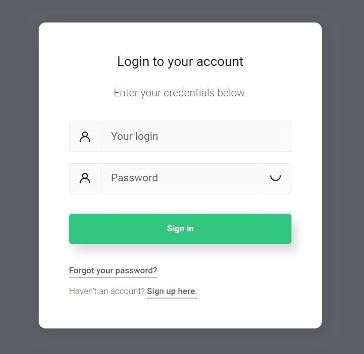 Login to your account
Enter your credentials below.
Your login
Password
Sign in
Forgot your password?
Haven't an account? Sign up here.